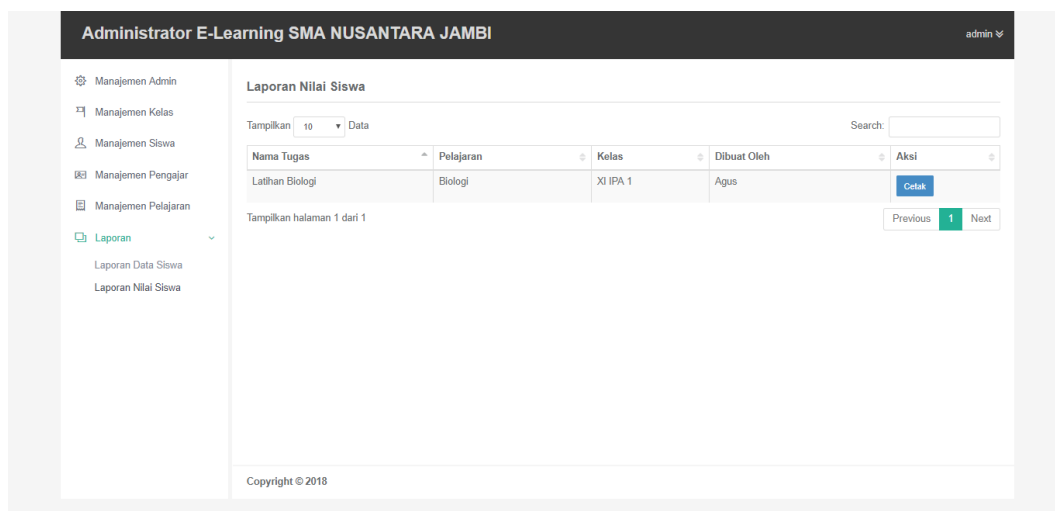 Administrator E-Learning SMA NUSANTARA JAMBI
admin
Manajemen Admin
Manajemen Kelas
Manajemen Siswa
Manajemen Pengajar
Manajemen Pelajaran
Laporan
Laporan Data Siswa
Laporan Nilai Siswa
Laporan Nilai Siswa
Tampilkan 10 Data
Search:
Nama Tugas Pelajaran Kelas Dibuat Oleh Aksi
Latihan Biologi Biologi XI IPA 1 Agus Cetak
Tampilkan halaman 1 dari 1
Previous 1 Next
Copyright © 2018